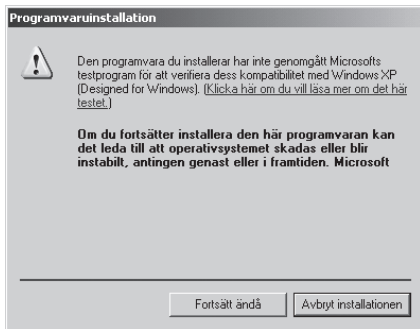 Programvaruinstallation
Den programvara du installerar har inte genomgått Microsofts
testprogram för att verifiera dess kompatibilitet med Windows XP
(Designed for Windows). (Klicka här om du vill läsa mer om det här
testet.)
Om du fortsätter installera den här programvaran kan
det leda till att operativsystemet skadas eller blir
instabilt, antingen genast eller i framtiden. Microsoft
Fortsätt ändå
Avbryt installationen